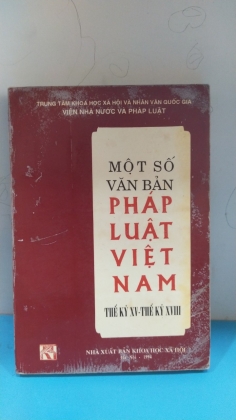 TRUNG TÂM KHOA HỌC XÃ HỘI VÀ NHÂN VĂN QUỐC GIA
VIỆN NHÀ NƯỚC VÀ PHÁP LUẬT
MỘT SỐ
VĂN BẢN
PHÁP
LUẬT
VIỆT
NAM
THẾ KỶ XV-THẾ KỶ XVIII
NHÀ XUẤT BẢN KHOA HỌC XÃ HỘI